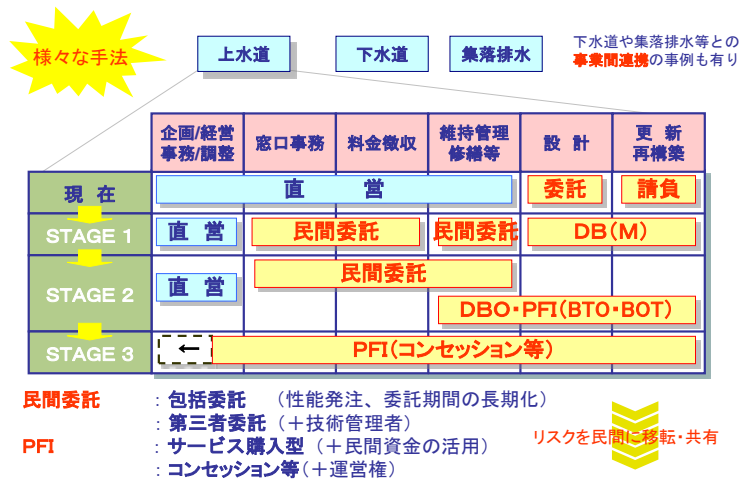 様々な手法
上水道
下水道
集落排水
下水道や集落排水等との
事業間連携の事例も有り
企画/経営
事務/調整
窓口事務
料金徴収
維持管理
修繕等
設 計
更 新
再構築
現 在
直 営
委託
請負
STAGE 1
直 営
民間委託
民間委託
DB(M)
STAGE 2
直 営
民間委託
DBO・PFI(BTO・BOT)
STAGE 3
←
PFI(コンセッション等)
民間委託 : 包括委託 (性能発注、委託期間の長期化)
: 第三者委託 (+技術管理者)
PFI : サービス購入型 (+民間資金の活用)
: コンセッション等(+運営権)
リスクを民間に移転・共有